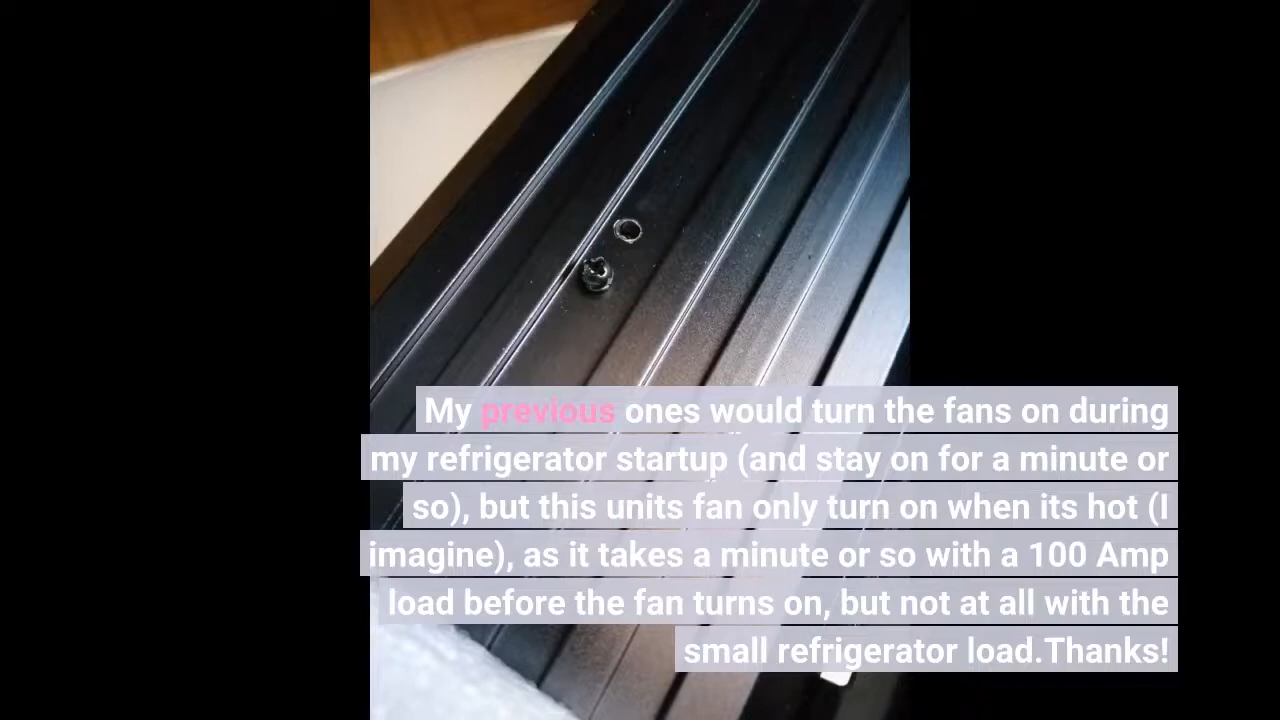 My previous ones would turn the fans on during
my refrigerator startup (and stay on for a minute or
so), but this units fan only turn on when its hot (I
imagine), as it takes a minute or so with a 100 Amp
load before the fan turns on, but not at all with the
small refrigerator load.Thanks!